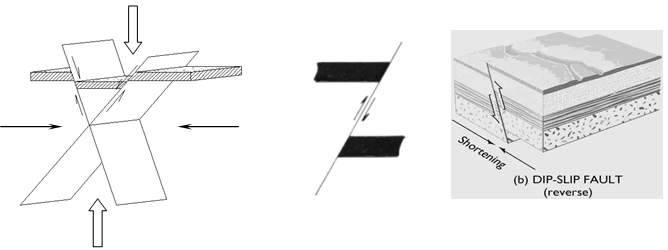 Shortening
(b) DIP-SLIP FAULT
(reverse)